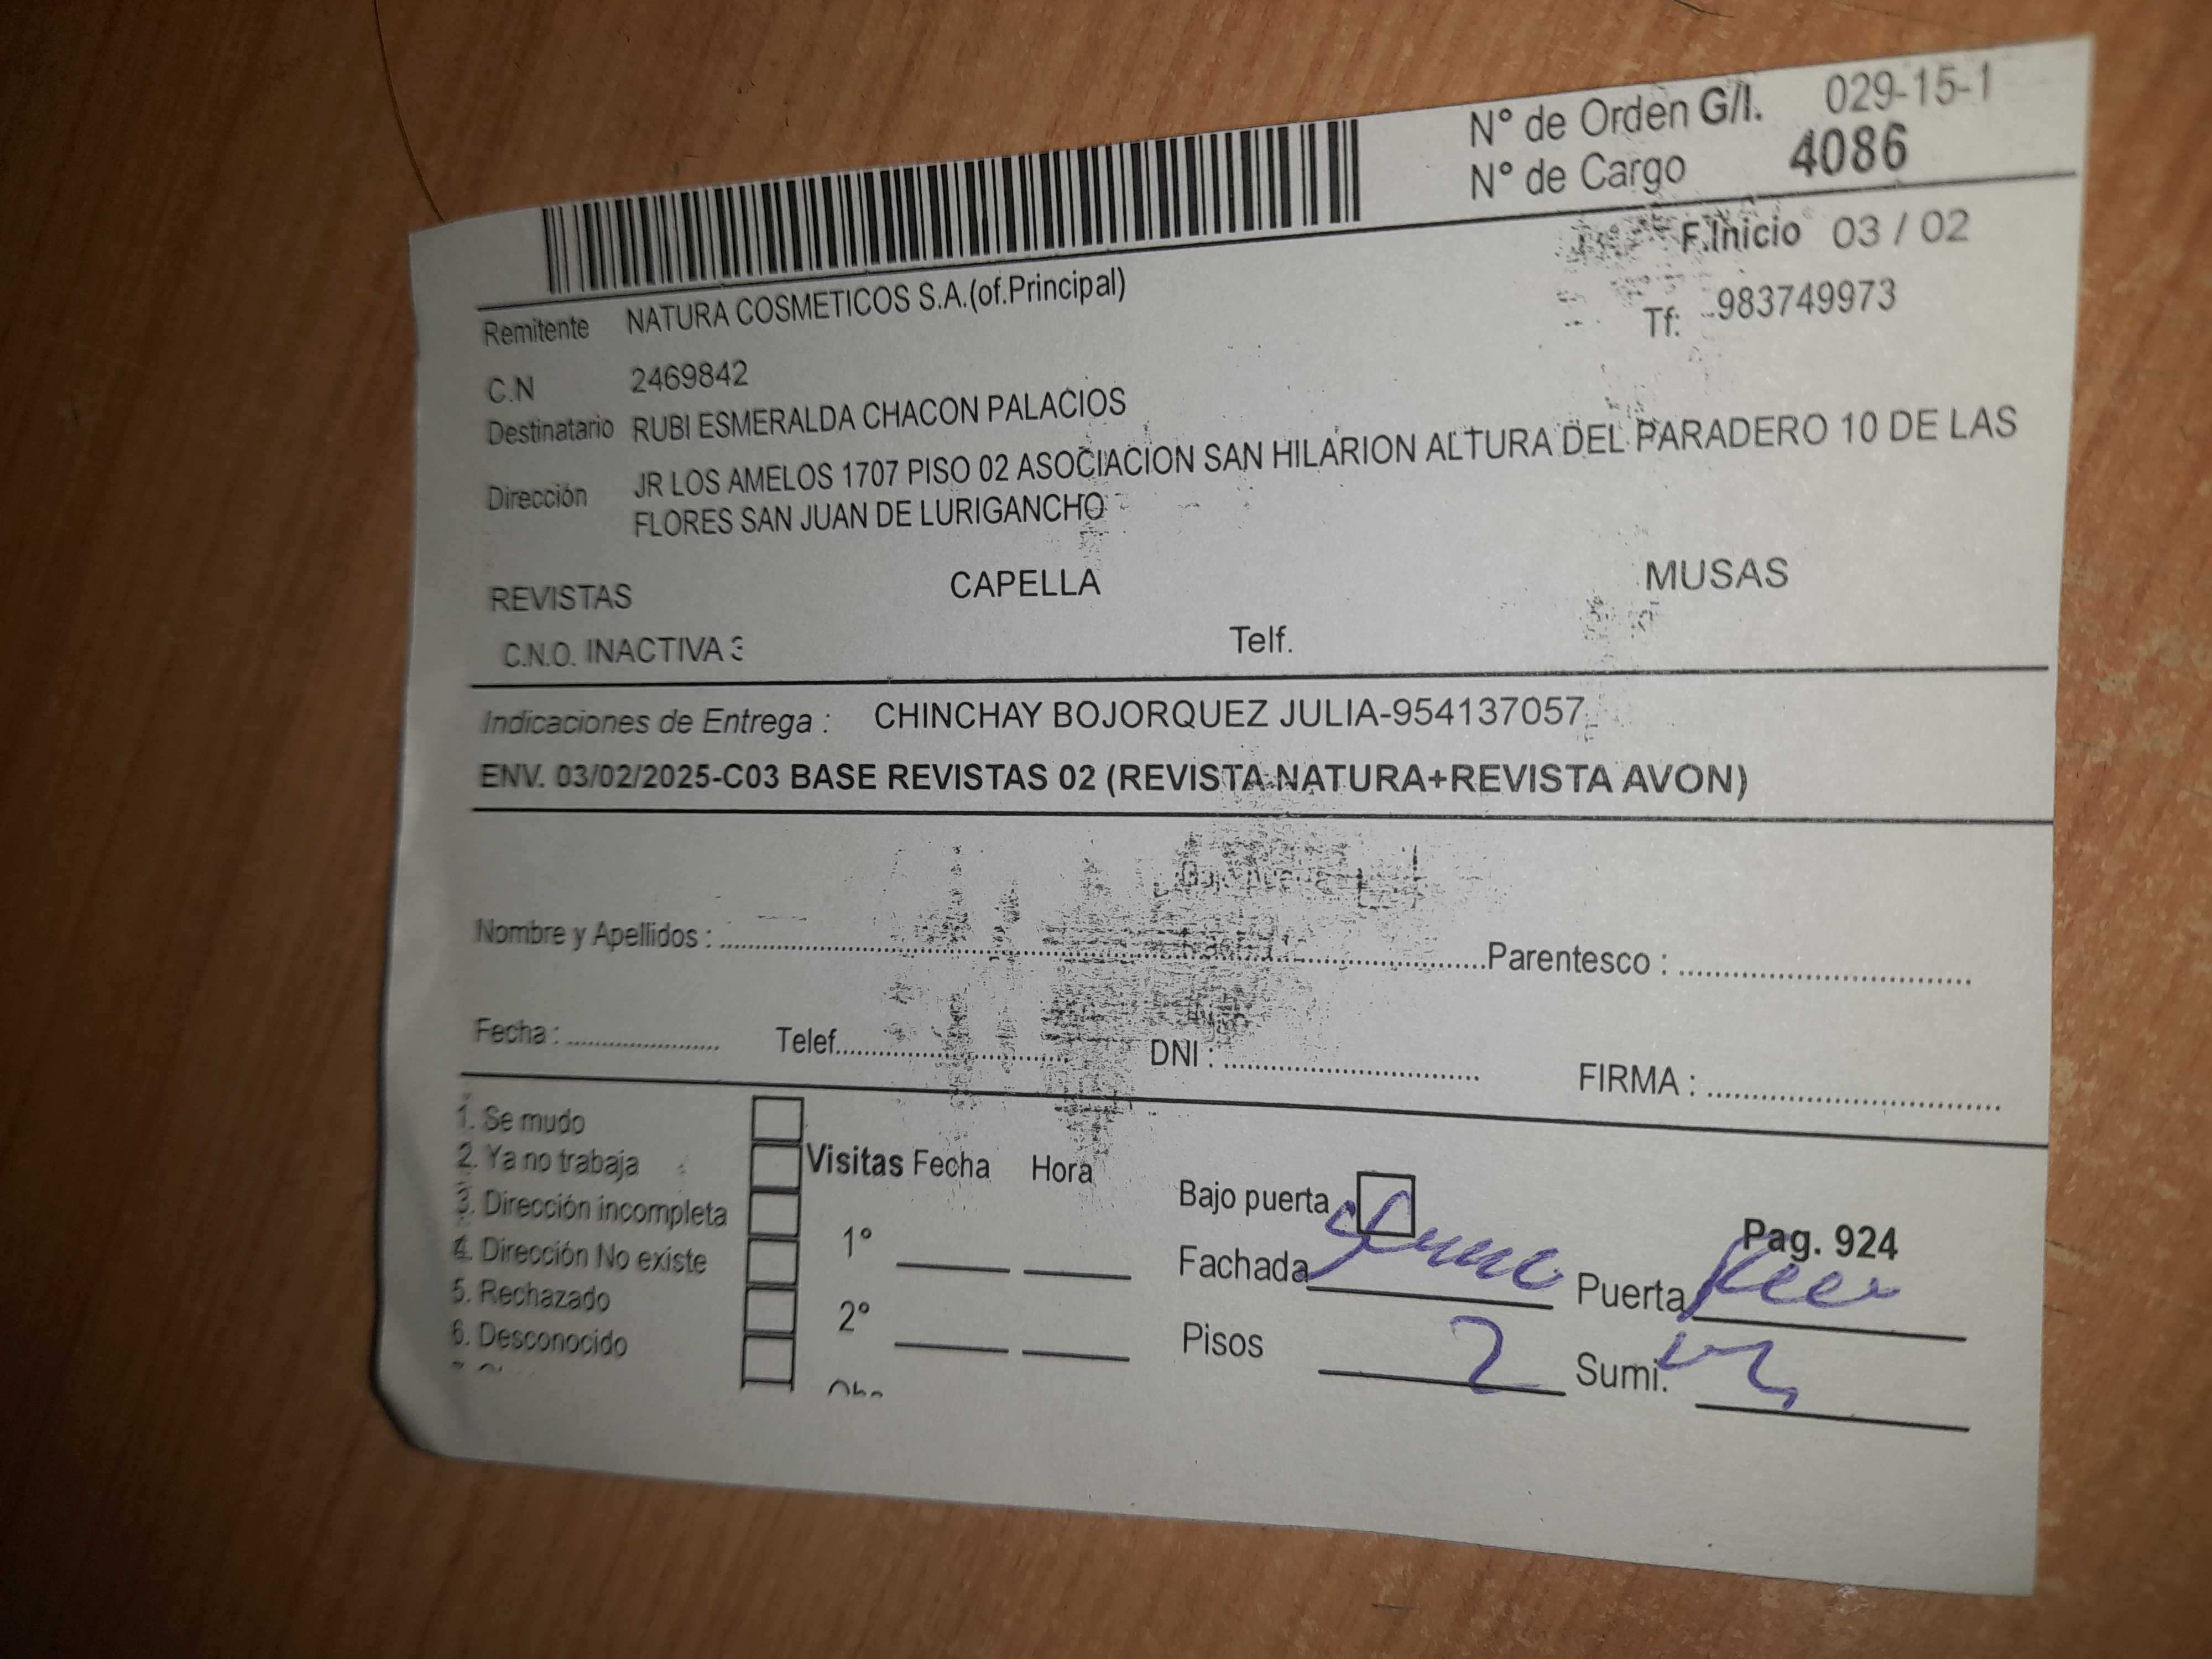 N° de Orden G/I. 029-15-1
N° de Cargo 4086
F.Inicio 03 / 02
Remitente NATURA COSMETICOS S.A.(of.Principal)
Tf: -983749973
C.N 2469842
Destinatario RUBI ESMERALDA CHACON PALACIOS
Dirección JR LOS AMELOS 1707 PISO 02 ASOCIACION SAN HILARION ALTURA DEL PARADERO 10 DE LAS
FLORES SAN JUAN DE LURIGANCHO
REVISTAS CAPELLA MUSAS
C.N.O. INACTIVA 3 Telf.
Indicaciones de Entrega : CHINCHAY BOJORQUEZ JULIA-954137057
ENV. 03/02/2025-C03 BASE REVISTAS 02 (REVISTA NATURA+REVISTA AVON)
Nombre y Apellidos : Parentesco :
Fecha : Telef. DNI : FIRMA :
1. Se mudo
2. Ya no trabaja Visitas Fecha Hora
3. Dirección incompleta Bajo puerta
4. Dirección No existe 1° Fachada Pag. 924
5. Rechazado Puerta
6. Desconocido 2° Pisos 2 Sumi.